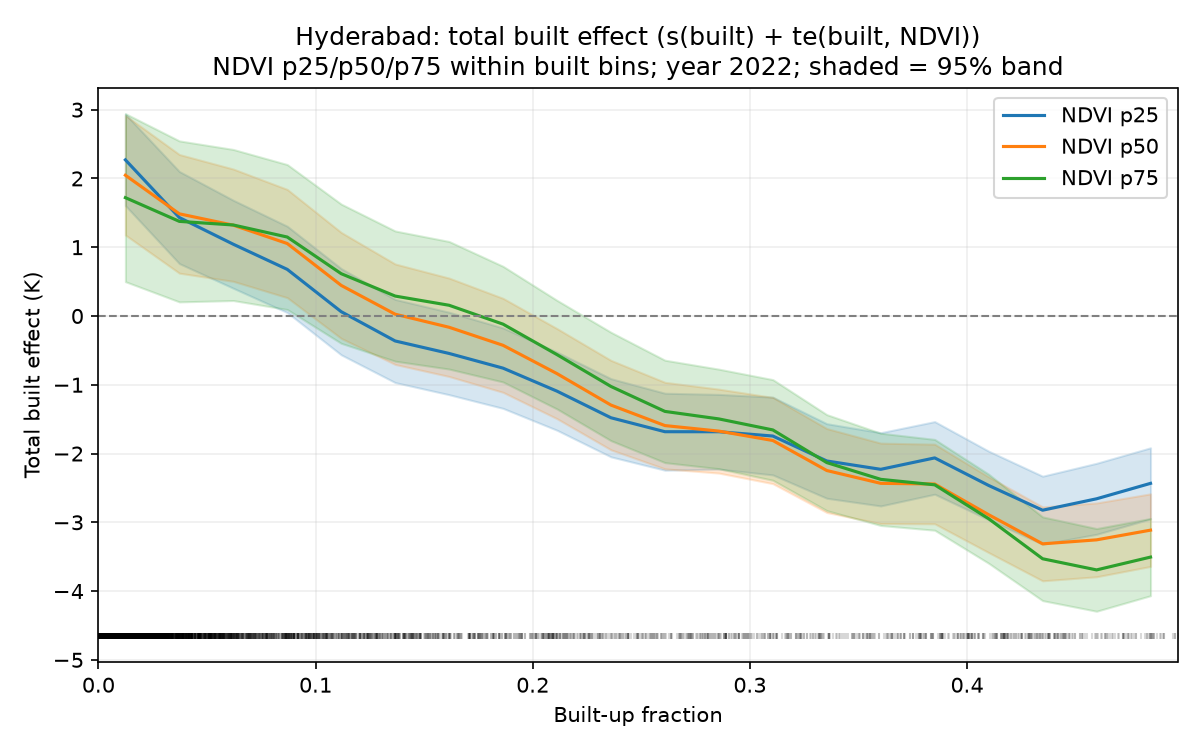 Hyderabad: total built effect (s(built) + te(built, NDVI))
NDVI p25/p50/p75 within built bins; year 2022; shaded = 95% band
NDVI p25
NDVI p50
NDVI p75
Total built effect (K)
3
2
1
0
−1
−2
−3
−4
−5
0.0
0.1
0.2
0.3
0.4
Built-up fraction